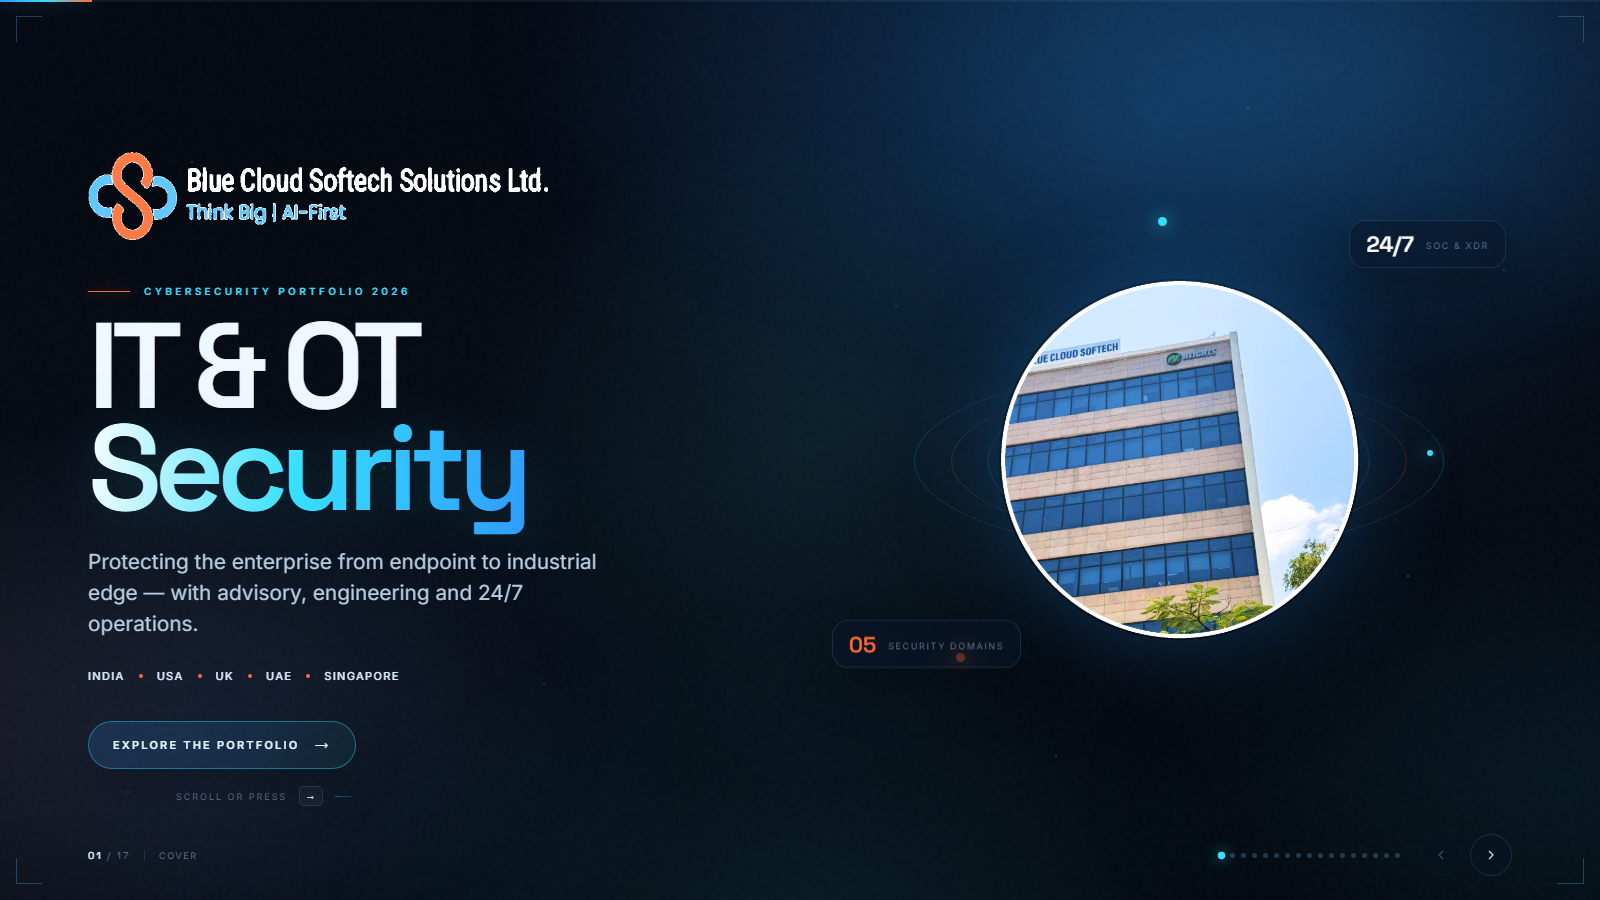 Blue Cloud Softech Solutions Ltd.
Think Big | AI-First
CYBERSECURITY PORTFOLIO 2026
IT & OT
Security
Protecting the enterprise from endpoint to industrial
edge — with advisory, engineering and 24/7
operations.
INDIA • USA • UK • UAE • SINGAPORE
EXPLORE THE PORTFOLIO →
SCROLL OR PRESS →
01 / 17 | COVER
24/7 SOC & XDR
LUE CLOUD SOFTECH
HEIGHTS
05 SECURITY DOMAINS